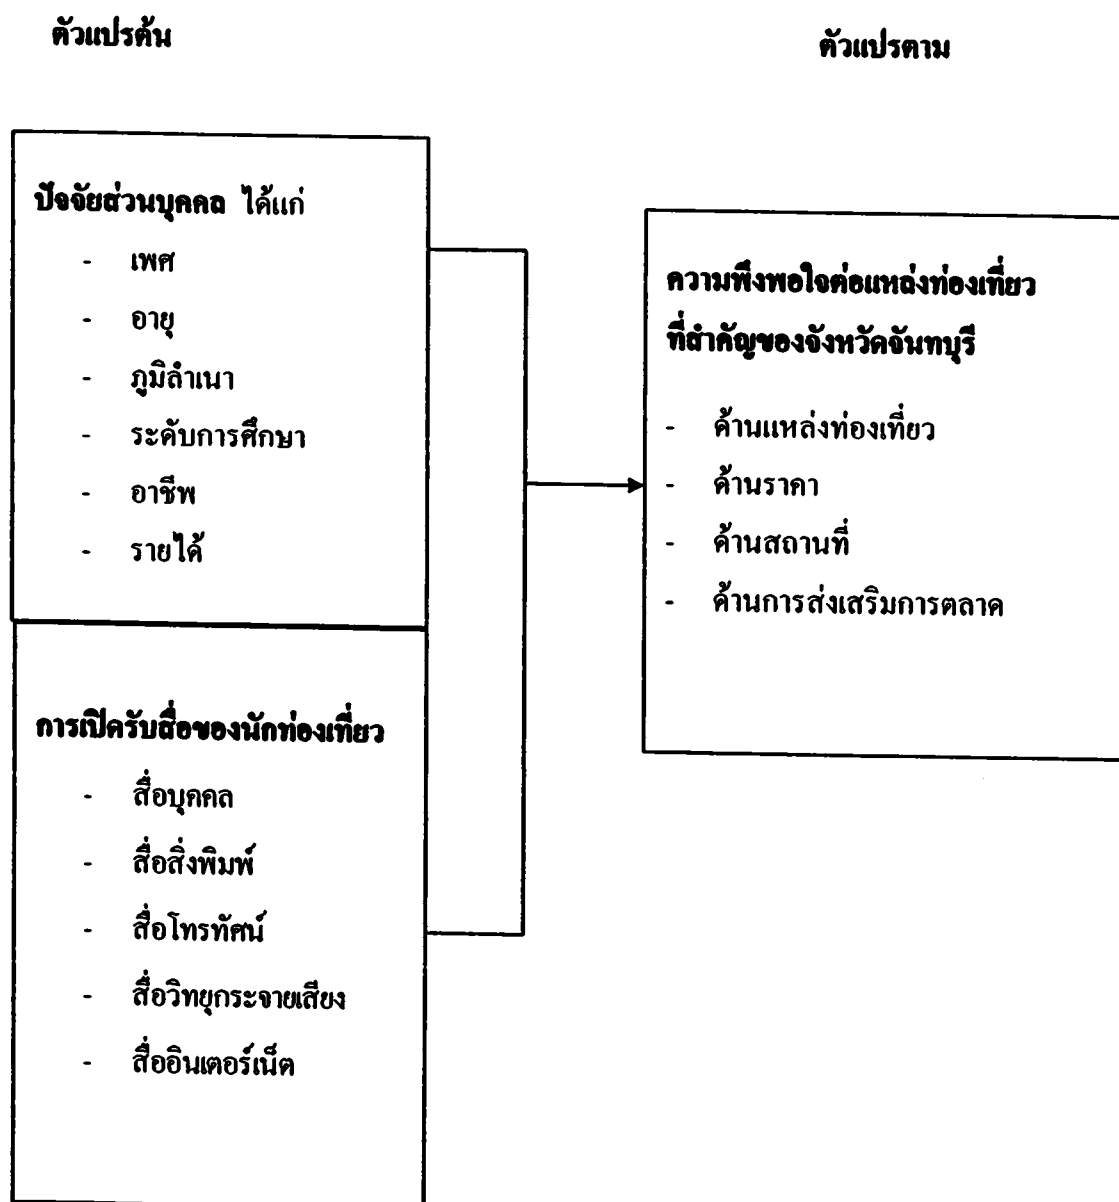 ตัวแปรต้น
ตัวแปรตาม
ปัจจัยส่วนบุคคล ได้แก่
- เพศ
- อายุ
- ภูมิลำเนา
- ระดับการศึกษา
- อาชีพ
- รายได้
การเปิดรับสื่อของนักท่องเที่ยว
- สื่อบุคคล
- สื่อสิ่งพิมพ์
- สื่อโทรทัศน์
- สื่อวิทยุกระจายเสียง
- สื่ออินเตอร์เน็ต
ความพึงพอใจต่อแหล่งท่องเที่ยว
ที่สำคัญของจังหวัดจันทบุรี
- ด้านแหล่งท่องเที่ยว
- ด้านราคา
- ด้านสถานที่
- ด้านการส่งเสริมการตลาด